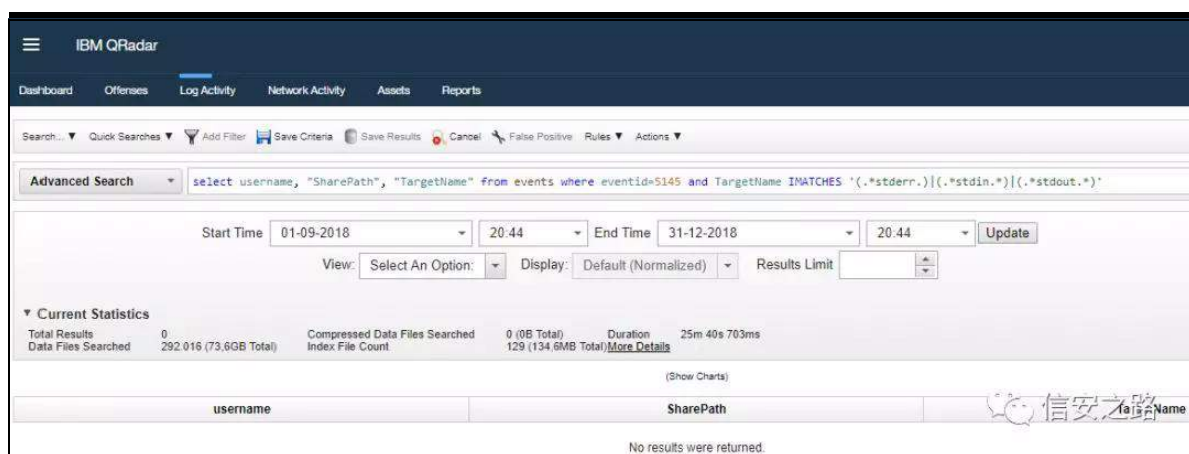 IBM QRadar
Dashboard Offenses Log Activity Network Activity Assets Reports
Search... Quick Searches Add Filter Save Criteria Save Results Cancel False Positive Rules Actions
Advanced Search select username, "SharePath", "TargetName" from events where eventid=5145 and TargetName IMATCHES '(.*stderr.)|(.*stdin.*)|(.*stdout.*)'
Start Time 01-09-2018 20:44 End Time 31-12-2018 20:44 Update
View: Select An Option: Display: Default (Normalized) Results Limit
Current Statistics
Total Results 0 Compressed Data Files Searched 0 (0B Total) Duration 25m 40s 703ms
Data Files Searched 292.016 (73,6GB Total) Index File Count 129 (134,6MB Total) More Details
(Show Charts)
username SharePath TargetName
信安之路
No results were returned.